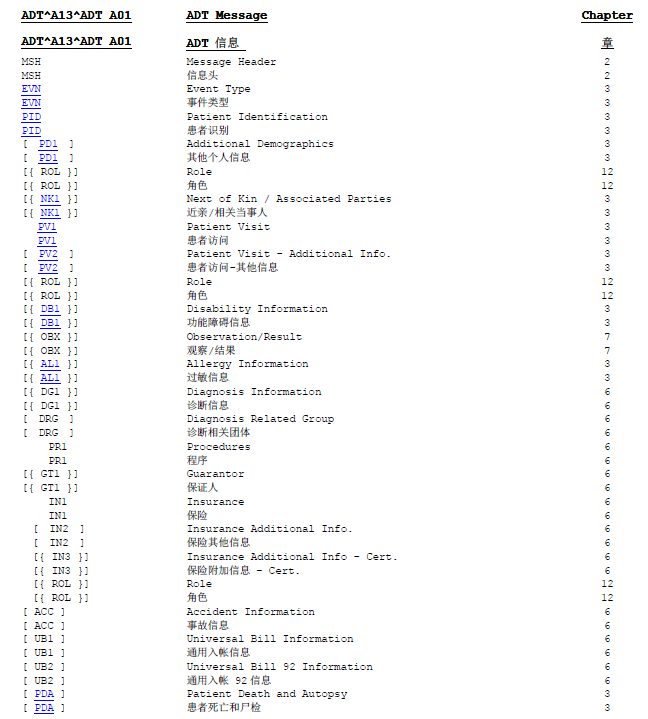 ADT^A13^ADT_A01 ADT Message Chapter
ADT^A13^ADT_A01 ADT 信息 章
MSH Message Header 2
MSH 信息头 2
EVN Event Type 3
EVN 事件类型 3
PID Patient Identification 3
PID 患者识别 3
[ PD1 ] Additional Demographics 3
[ PD1 ] 其他个人信息 3
[{ ROL }] Role 12
[{ ROL }] 角色 12
[{ NK1 }] Next of Kin / Associated Parties 3
[{ NK1 }] 近亲/相关当事人 3
PV1 Patient Visit 3
PV1 患者访问 3
[ PV2 ] Patient Visit - Additional Info. 3
[ PV2 ] 患者访问-其他信息 3
[{ ROL }] Role 12
[{ ROL }] 角色 12
[{ DB1 }] Disability Information 3
[{ DB1 }] 功能障碍信息 3
[{ OBX }] Observation/Result 7
[{ OBX }] 观察/结果 7
[{ AL1 }] Allergy Information 3
[{ AL1 }] 过敏信息 3
[{ DG1 }] Diagnosis Information 6
[{ DG1 }] 诊断信息 6
[ DRG ] Diagnosis Related Group 6
[ DRG ] 诊断相关团体 6
PR1 Procedures 6
PR1 程序 6
[{ GT1 }] Guarantor 6
[{ GT1 }] 保证人 6
IN1 Insurance 6
IN1 保险 6
[ IN2 ] Insurance Additional Info. 6
[ IN2 ] 保险其他信息 6
[{ IN3 }] Insurance Additional Info - Cert. 6
[{ IN3 }] 保险附加信息 - Cert. 6
[{ ROL }] Role 12
[{ ROL }] 角色 12
[ ACC ] Accident Information 6
[ ACC ] 事故信息 6
[ UB1 ] Universal Bill Information 6
[ UB1 ] 通用入帐信息 6
[ UB2 ] Universal Bill 92 Information 6
[ UB2 ] 通用入帐 92 信息 6
[ PDA ] Patient Death and Autopsy 3
[ PDA ] 患者死亡和尸检 3